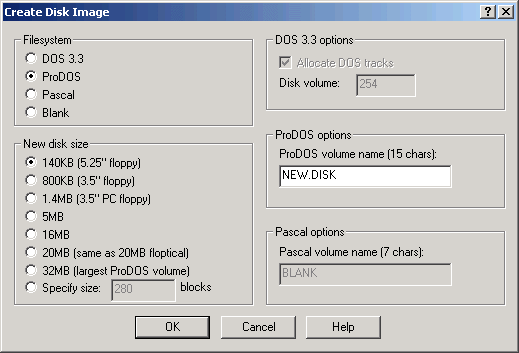 Create Disk Image
Filesystem
DOS 3.3
ProDOS
Pascal
Blank
New disk size
140KB (5.25" floppy)
800KB (3.5" floppy)
1.4MB (3.5" PC floppy)
5MB
16MB
20MB (same as 20MB floptical)
32MB (largest ProDOS volume)
Specify size: 280 blocks
DOS 3.3 options
Allocate DOS tracks
Disk volume: 254
ProDOS options
ProDOS volume name (15 chars):
NEW.DISK
Pascal options
Pascal volume name (7 chars):
BLANK
OK Cancel Help